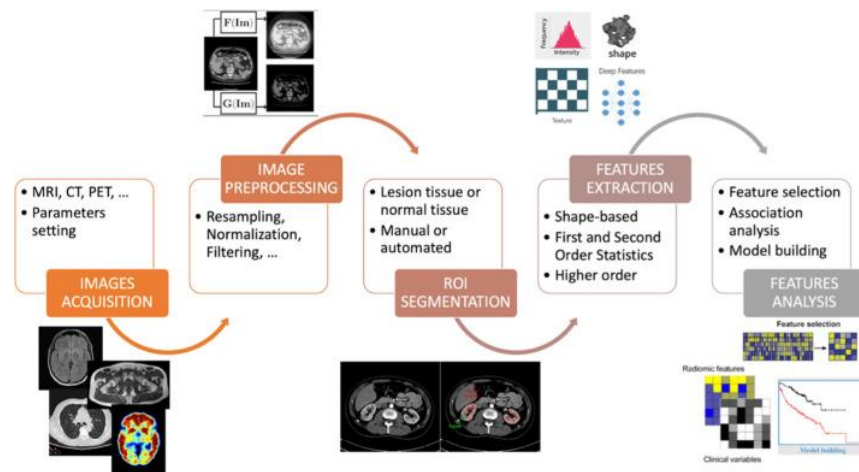 F(Im)
G(Im)
Frequency
Intensity
shape
Texture
Deep Features
• MRI, CT, PET, ...
• Parameters
setting
IMAGES
ACQUISITION
IMAGE
PREPROCESSING
• Resampling,
Normalization,
Filtering, ...
• Lesion tissue or
normal tissue
• Manual or
automated
ROI
SEGMENTATION
FEATURES
EXTRACTION
• Shape-based
• First and Second
Order Statistics
• Higher order
• Feature selection
• Association
analysis
• Model building
FEATURES
ANALYSIS
Feature selection
Radiomic features
Clinical variables
Model building